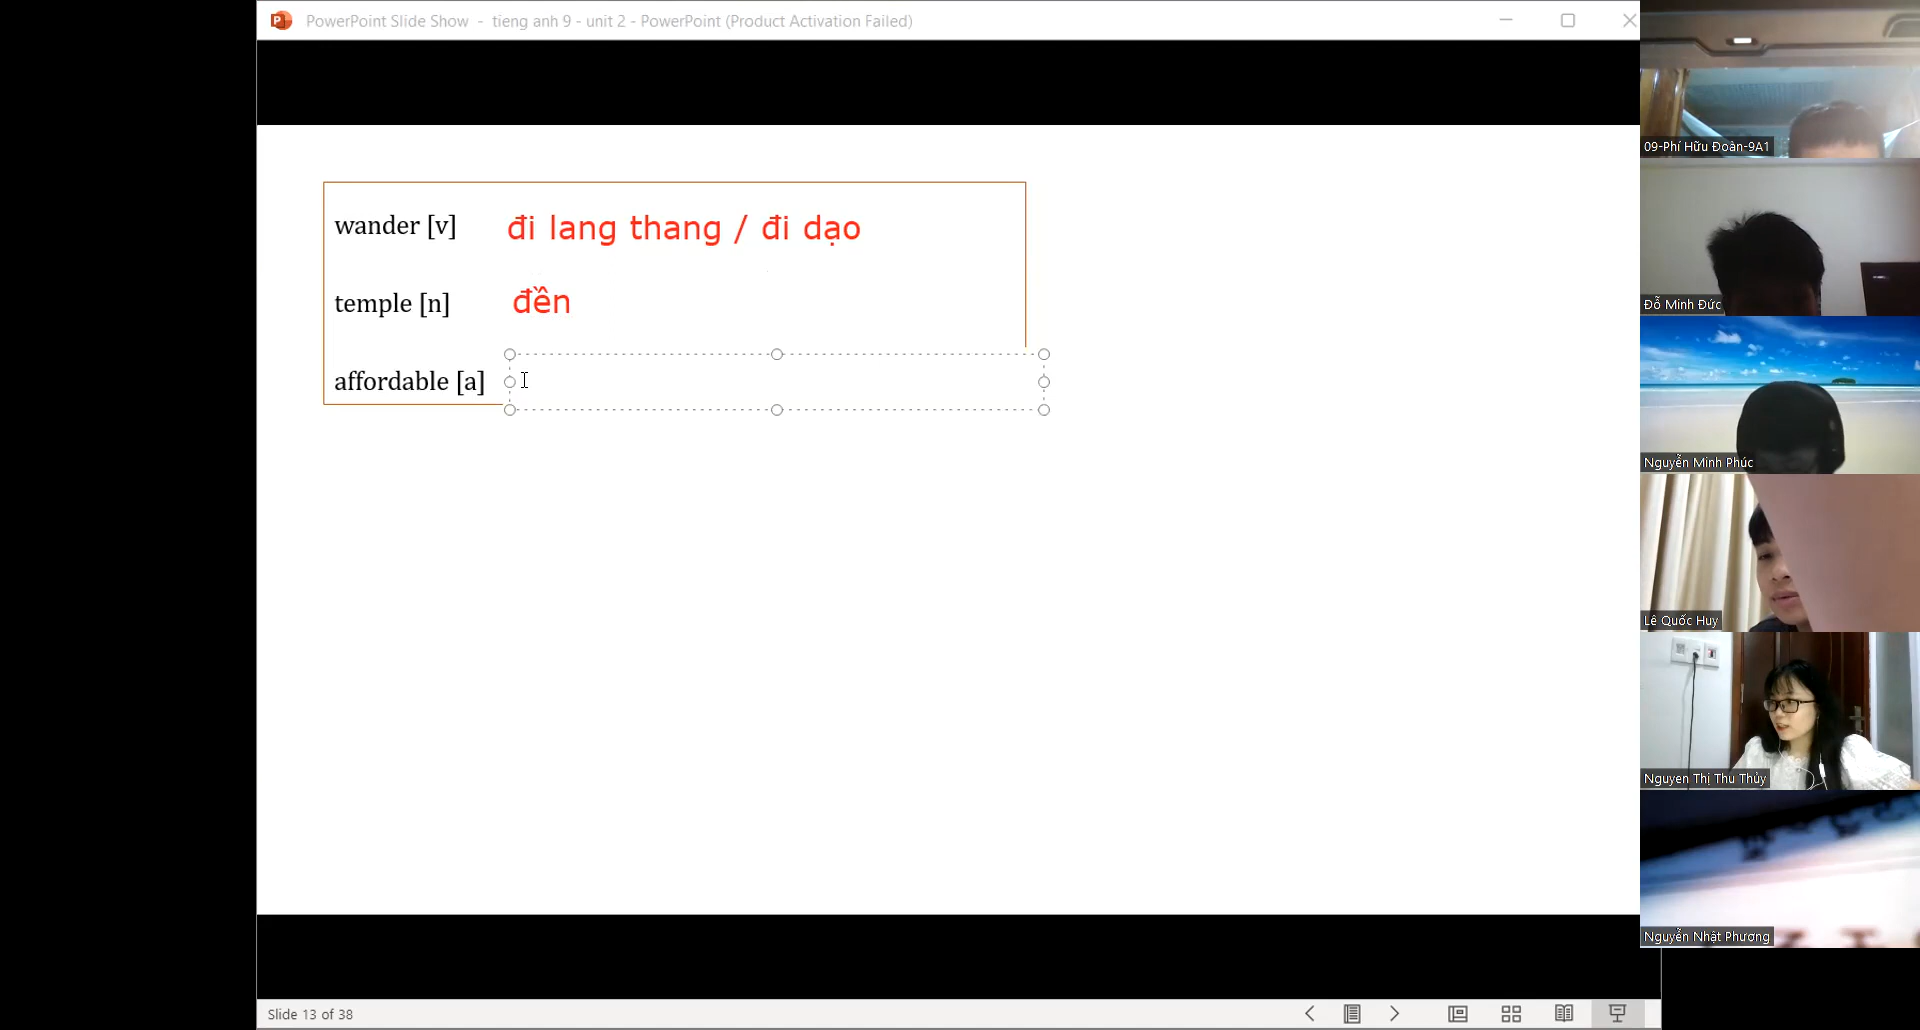 PowerPoint Slide Show - tieng anh 9 - unit 2 - PowerPoint (Product Activation Failed)
wander [v] đi lang thang / đi dạo
temple [n] đền
affordable [a]
09-Phí Hữu Đoàn-9A1
Đỗ Minh Đức
Nguyễn Minh Phúc
Lê Quốc Huy
Nguyen Thị Thu Thủy
Nguyễn Nhật Phương
Slide 13 of 38